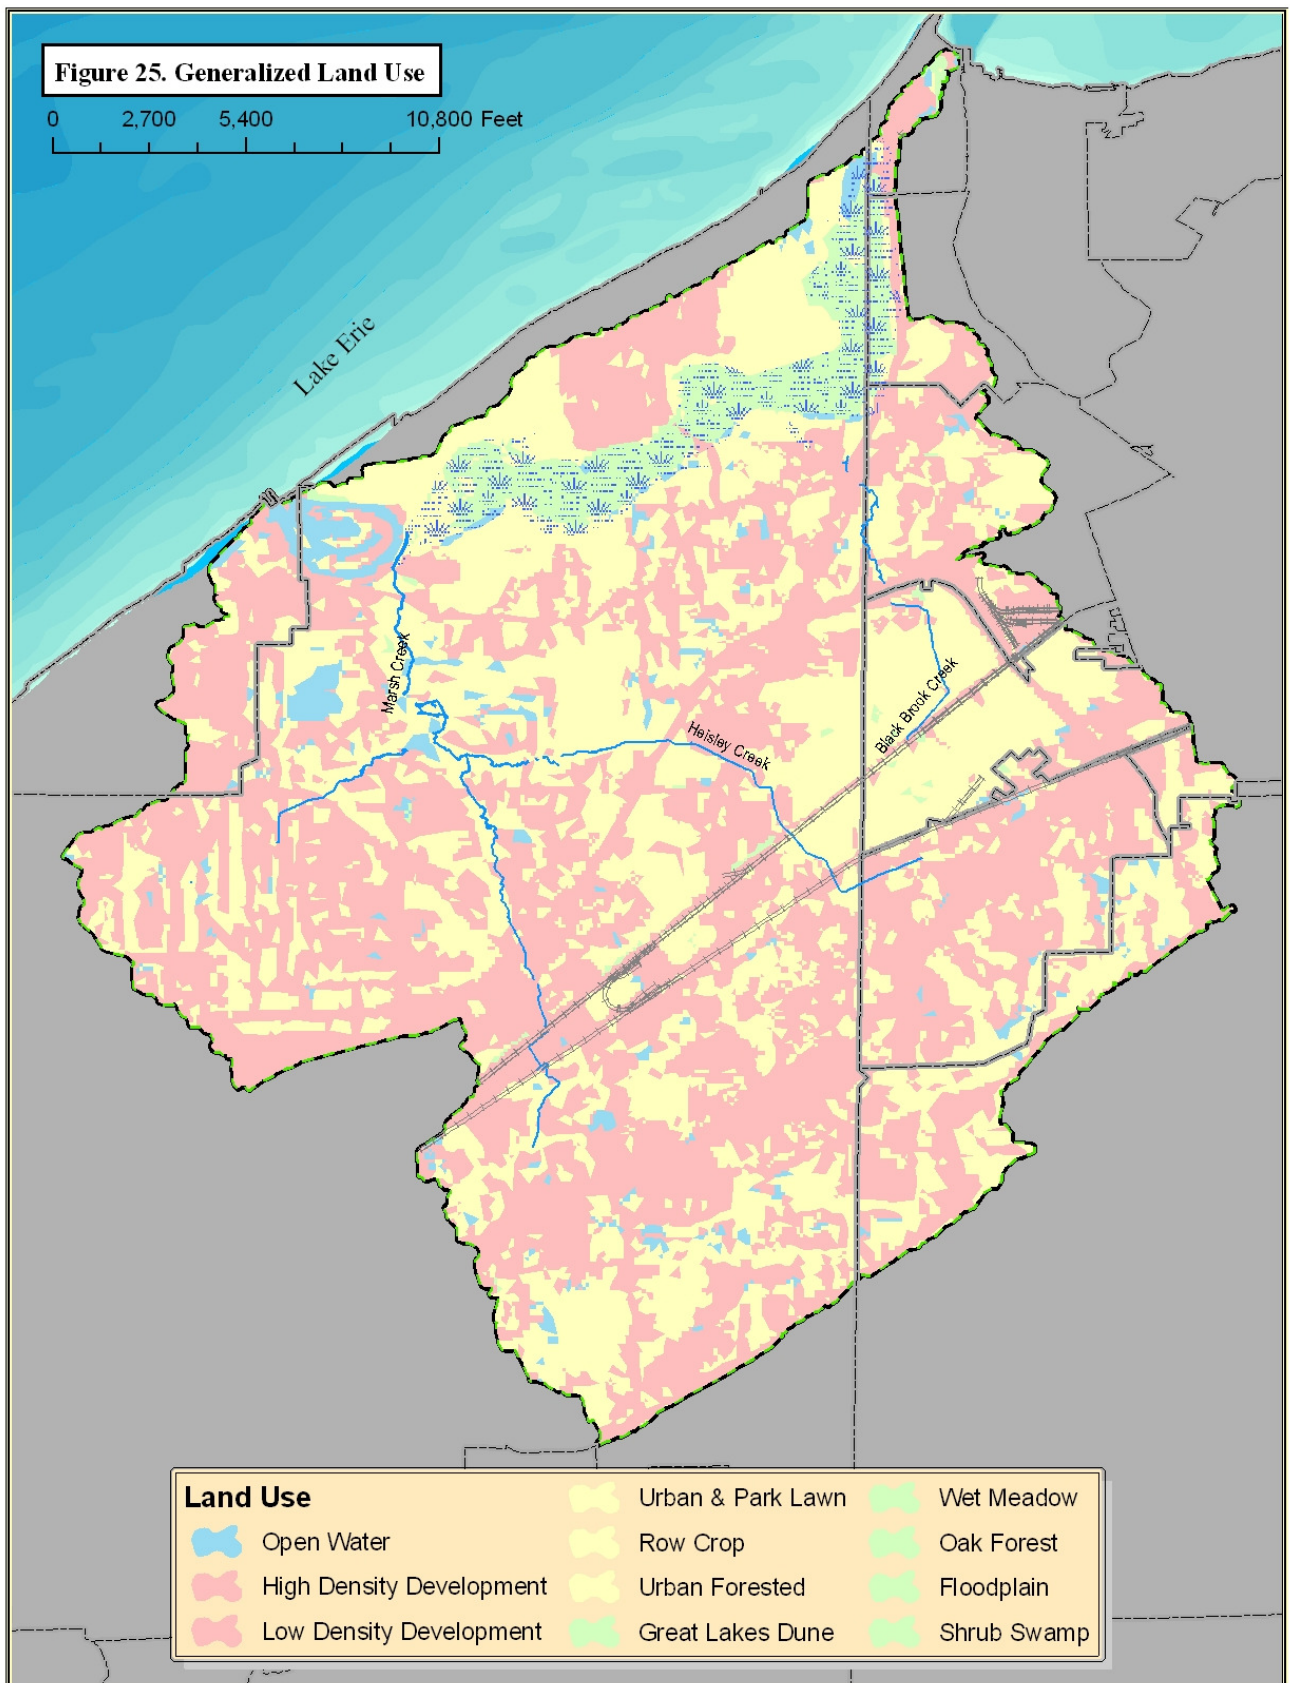 Figure 25. Generalized Land Use
0 2,700 5,400 10,800 Feet
Lake Erie
Marsh Creek
Heisley Creek
Black Brook Creek
Land Use
Open Water
High Density Development
Low Density Development
Urban & Park Lawn
Row Crop
Urban Forested
Great Lakes Dune
Wet Meadow
Oak Forest
Floodplain
Shrub Swamp